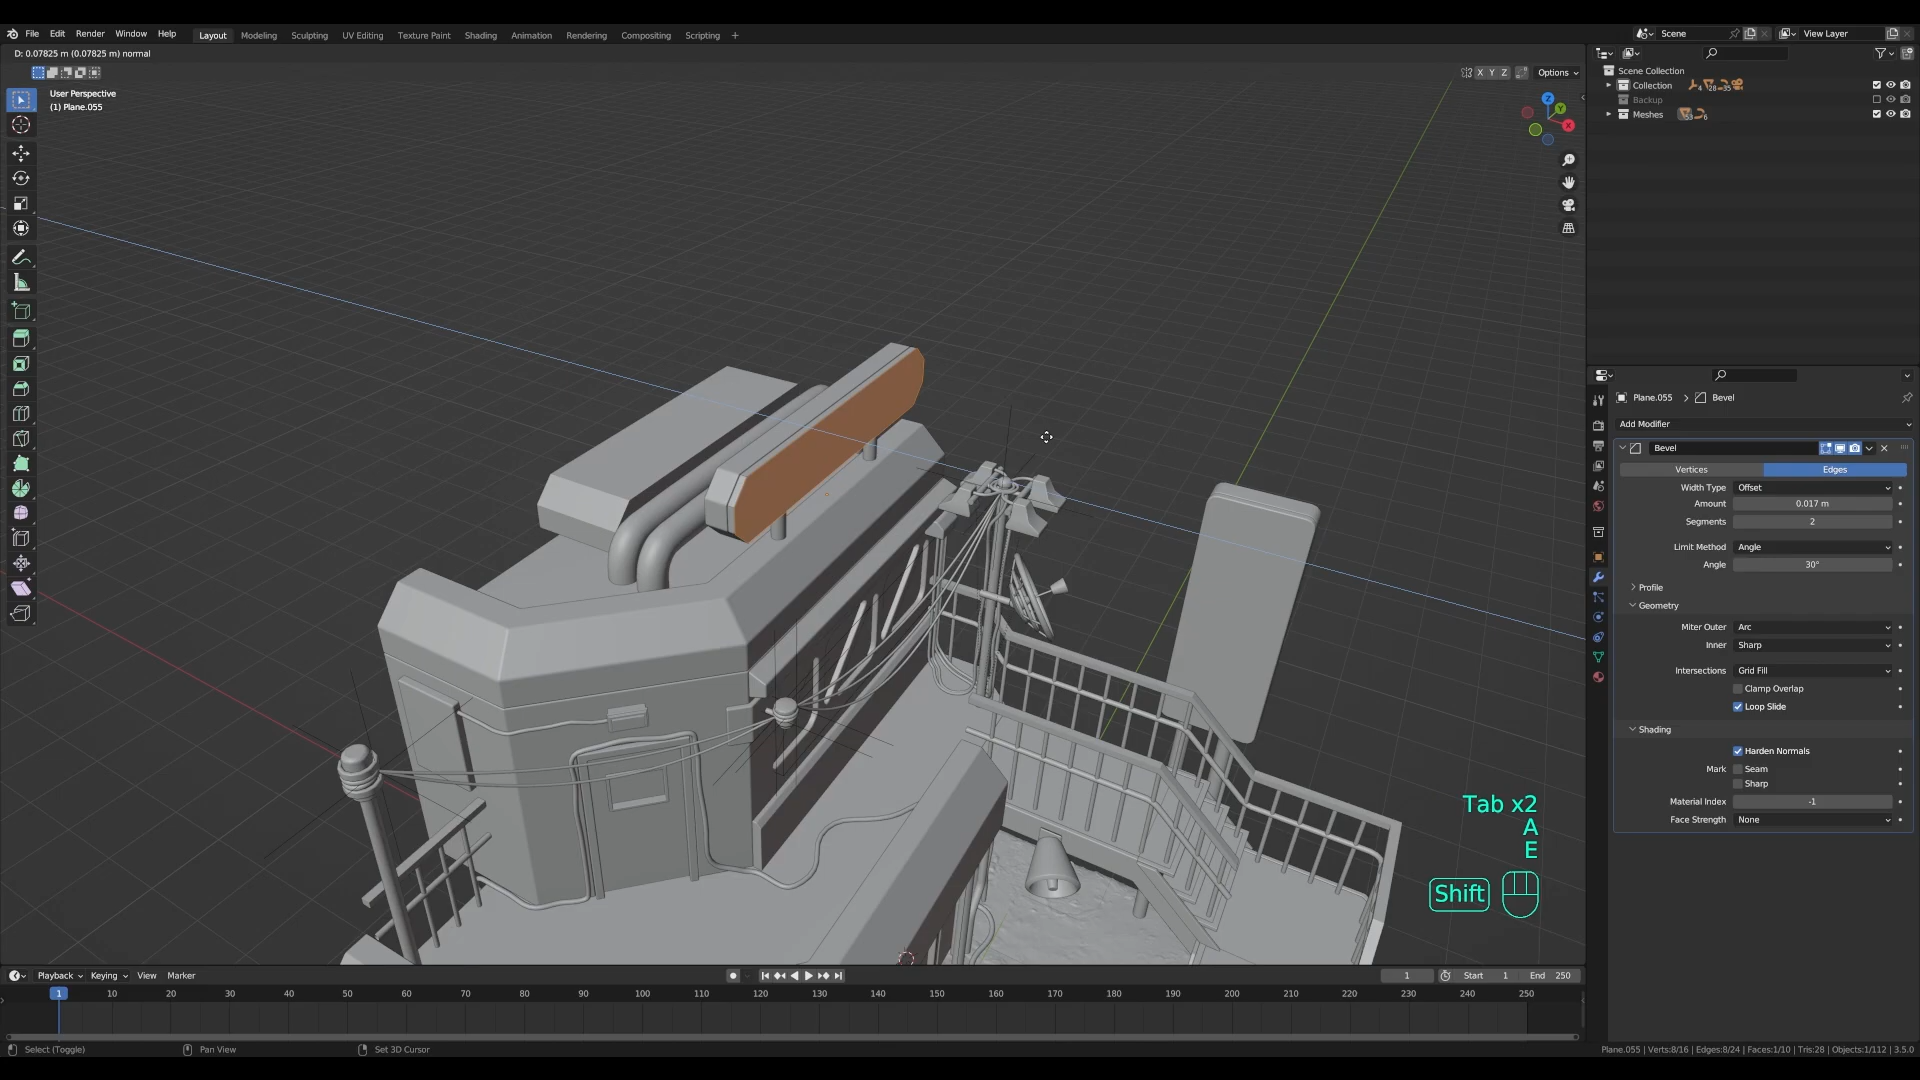 File Edit Render Window Help Layout Modeling Sculpting UV Editing Texture Paint Shading Animation Rendering Compositing Scripting + Scene View Layer
D: 0.07825 m (0.07825 m) normal
X Y Z Options
User Perspective
(1) Plane.055
Z
Y
X
Scene Collection
Collection 4 28 35
Backup
Meshes 53 6
Plane.055 > Bevel
Add Modifier
Bevel
Vertices Edges
Width Type Offset
Amount 0.017 m
Segments 2
Limit Method Angle
Angle 30°
Profile
Geometry
Miter Outer Arc
Inner Sharp
Intersections Grid Fill
Clamp Overlap
Loop Slide
Shading
Harden Normals
Mark Seam
Sharp
Material Index -1
Face Strength None
Tab x2
A
E
Shift
Playback Keying View Marker 1 Start 1 End 250
1 10 20 30 40 50 60 70 80 90 100 110 120 130 140 150 160 170 180 190 200 210 220 230 240 250
Select (Toggle) Pan View Set 3D Cursor Plane.055 | Verts:8/16 | Edges:8/24 | Faces:1/10 | Tris:28 | Objects:1/112 | 3.5.0